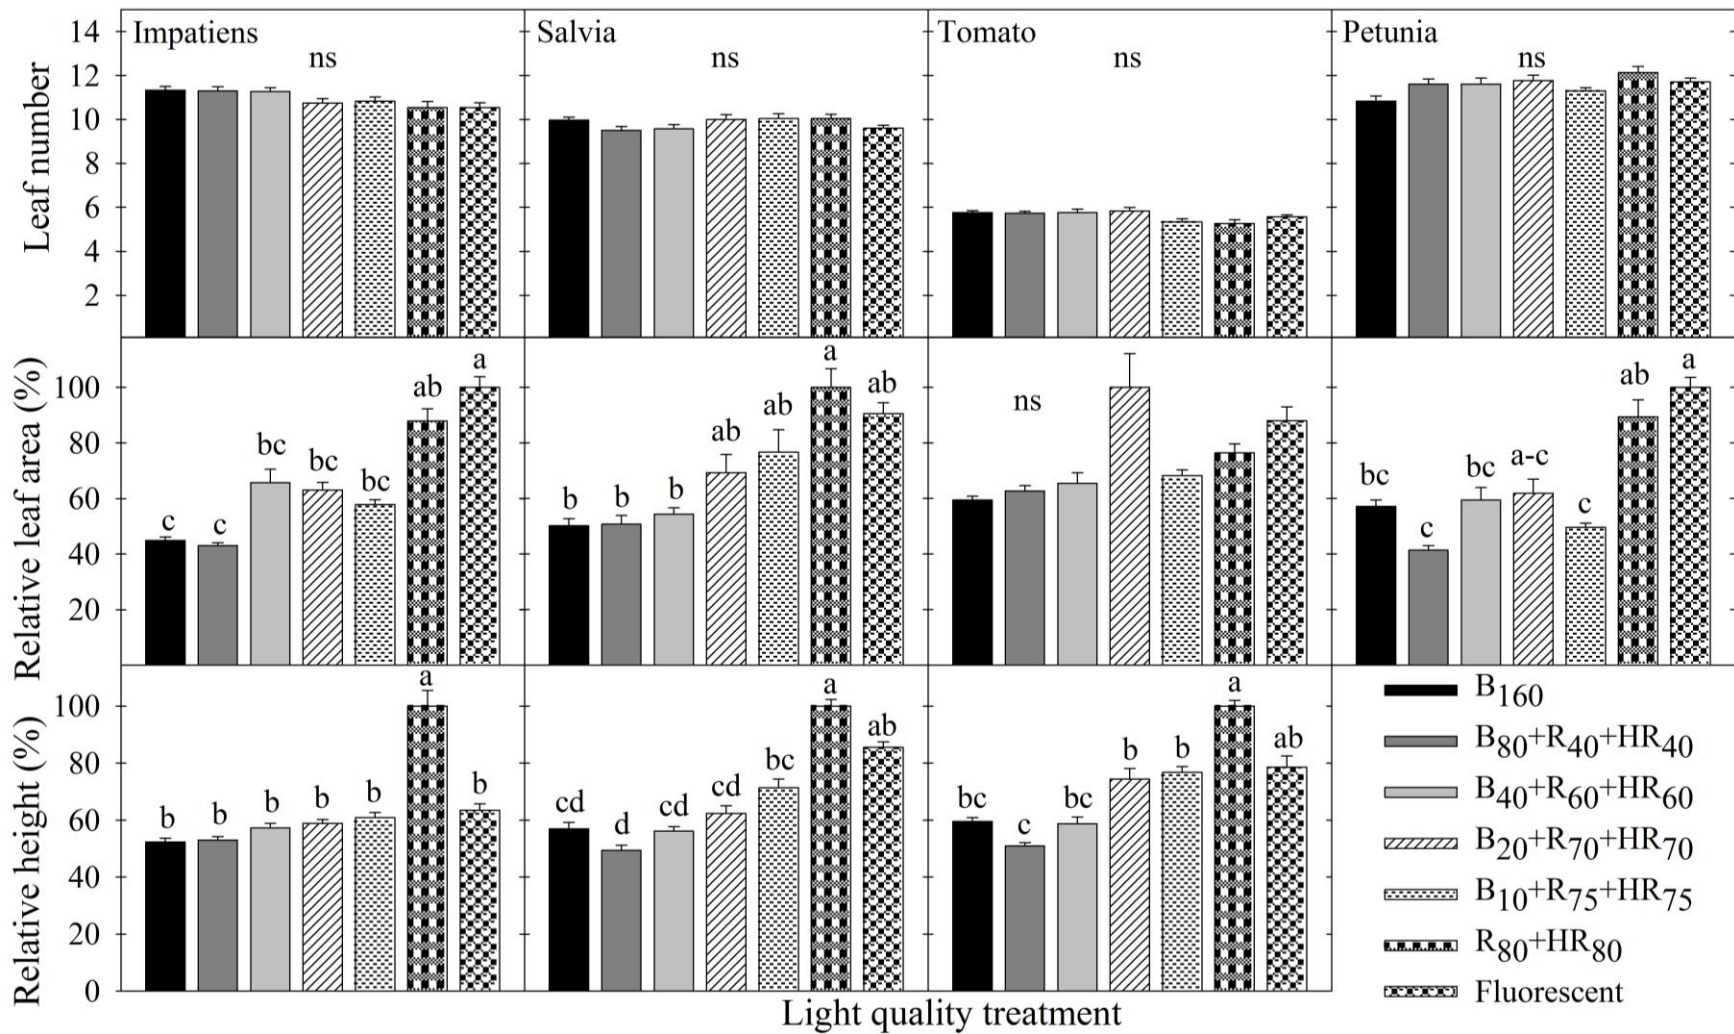 Leaf number
14
12
10
8
6
4
2
Impatiens
ns
Salvia
ns
Tomato
ns
Petunia
ns
Relative leaf area (%)
100
80
60
40
20
c c bc bc bc ab a
b b b ab ab a ab
ns
bc c bc a-c c ab a
Relative height (%)
100
80
60
40
20
0
b b b b b a b
cd d cd cd bc a ab
bc c bc b b a ab
B160
B80+R40+HR40
B40+R60+HR60
B20+R70+HR70
B10+R75+HR75
R80+HR80
Fluorescent
Light quality treatment